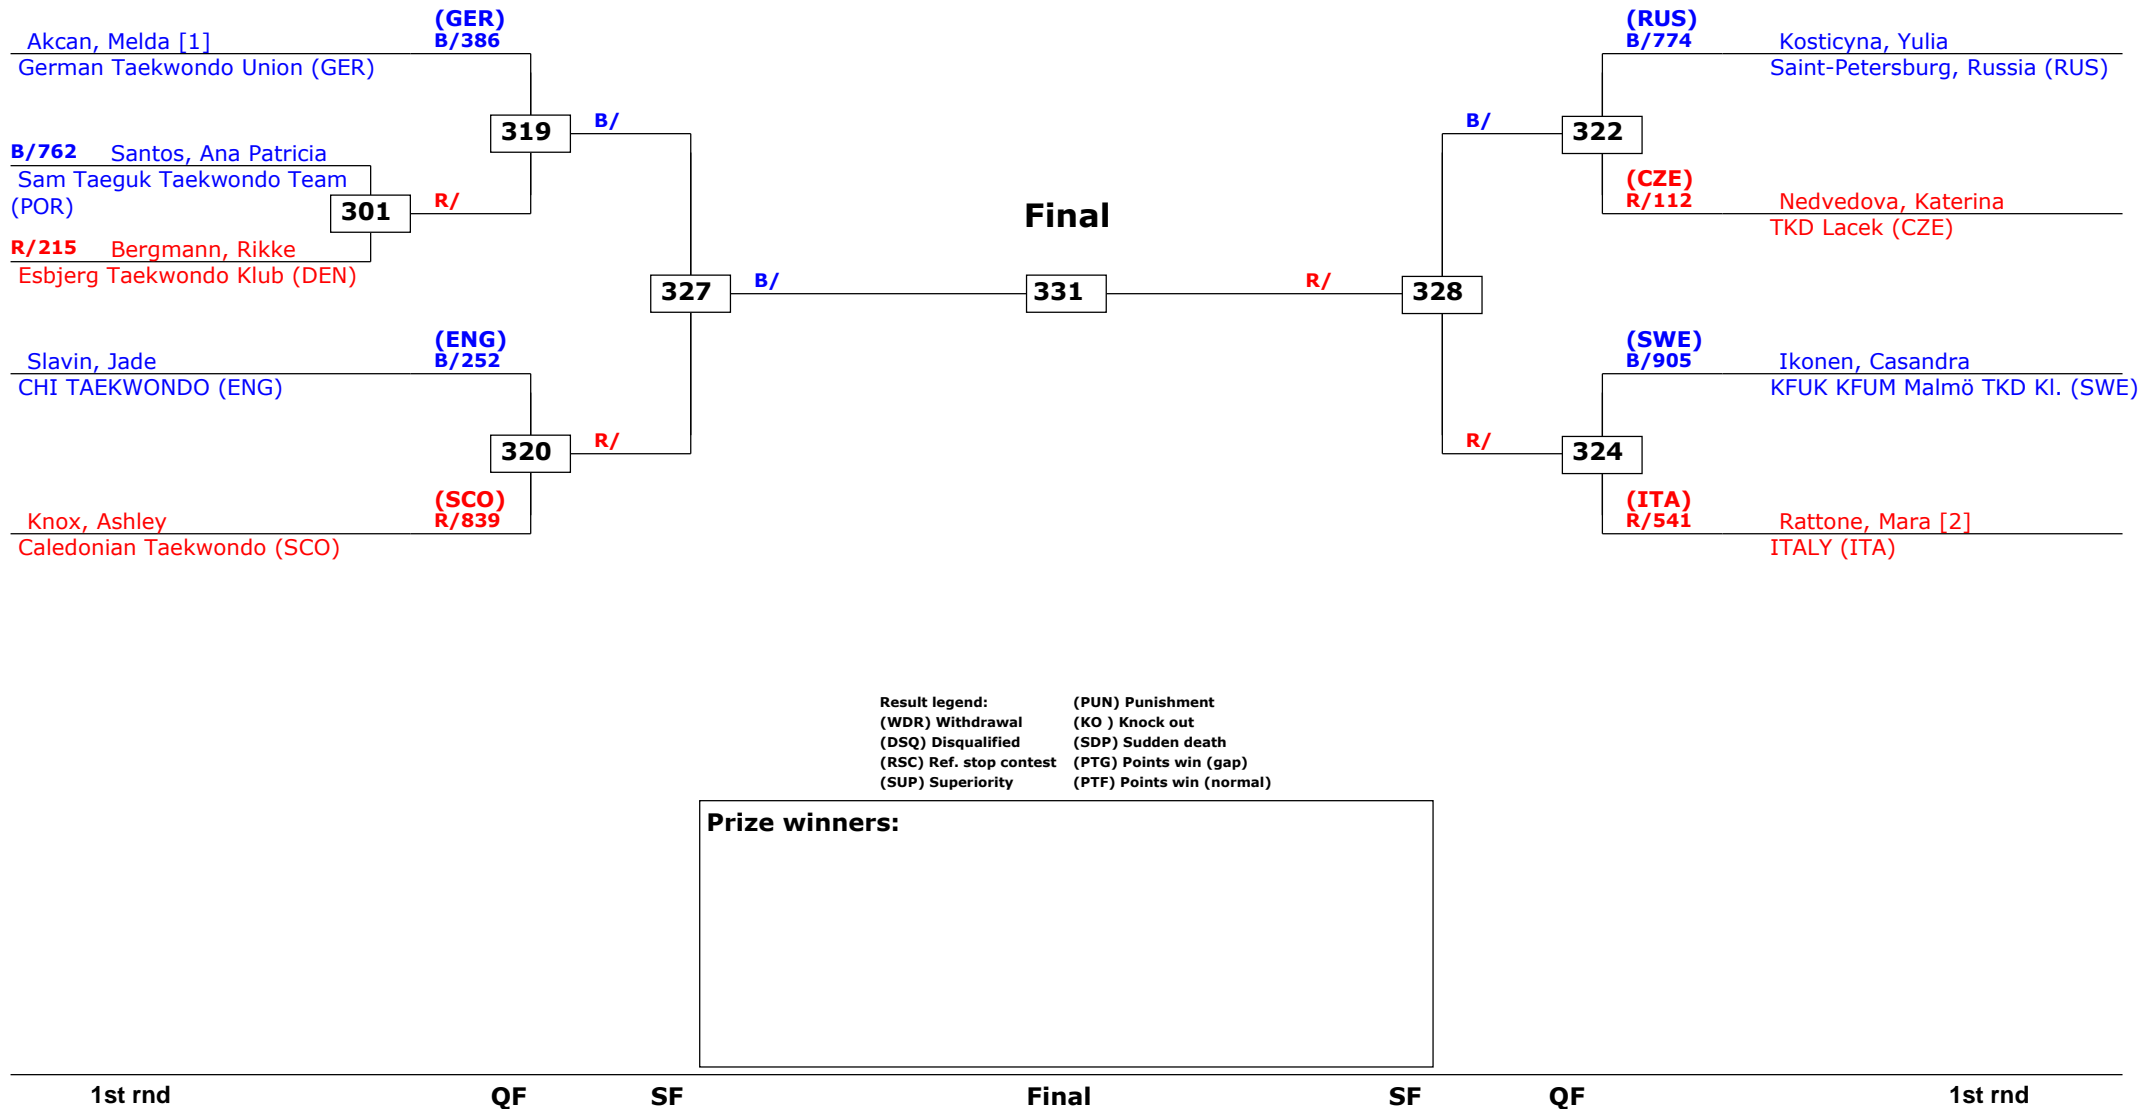 (GER)
Akcan, Melda [1] B/386
German Taekwondo Union (GER)
319
B/
B/762 Santos, Ana Patricia
Sam Taeguk Taekwondo Team
(POR)
301
R/
R/215 Bergmann, Rikke
Esbjerg Taekwondo Klub (DEN)
327
B/
(ENG)
Slavin, Jade B/252
CHI TAEKWONDO (ENG)
320
R/
(SCO)
Knox, Ashley R/839
Caledonian Taekwondo (SCO)
Final
331
(RUS)
B/774 Kosticyna, Yulia
Saint-Petersburg, Russia (RUS)
B/
322
(CZE)
R/112 Nedvedova, Katerina
TKD Lacek (CZE)
R/
328
(SWE)
B/905 Ikonen, Casandra
KFUK KFUM Malmö TKD Kl. (SWE)
R/
324
(ITA)
R/541 Rattone, Mara [2]
ITALY (ITA)
Result legend: (PUN) Punishment
(WDR) Withdrawal (KO ) Knock out
(DSQ) Disqualified (SDP) Sudden death
(RSC) Ref. stop contest (PTG) Points win (gap)
(SUP) Superiority (PTF) Points win (normal)
Prize winners:
1st rnd QF SF Final SF QF 1st rnd